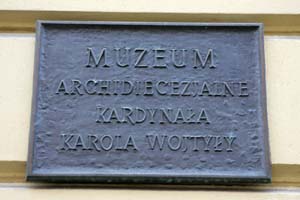 MUZEUM
ARCHIDIECEZJALNE
KARDYNAŁA
KAROLA WOJTYŁY